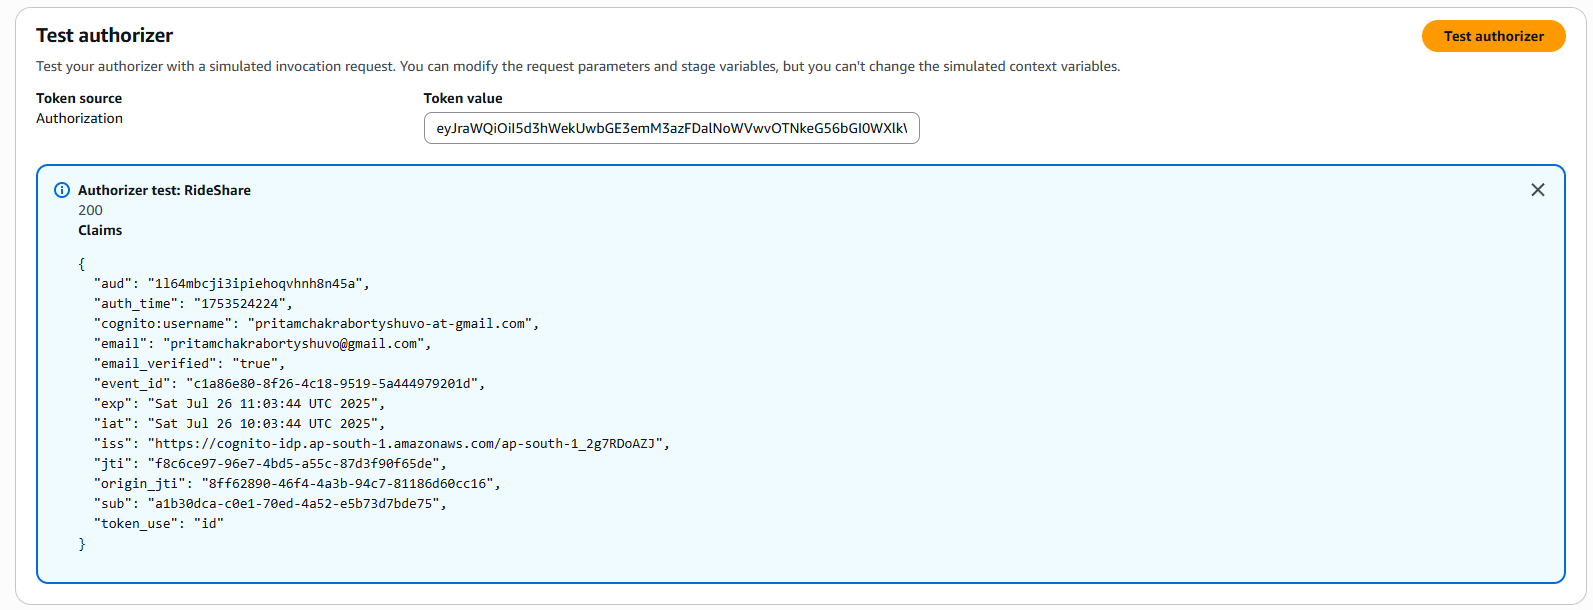 Test authorizer
Test authorizer
Test your authorizer with a simulated invocation request. You can modify the request parameters and stage variables, but you can't change the simulated context variables.
Token source
Authorization
Token value
eyJraWQiOiI5d3hWekUwbGE3emM3azFDalNoWVwvOTNkeG56bGI0WXlkV
Authorizer test: RideShare
200
Claims
{
"aud": "1l64mbcji3ipiehoqvhnh8n45a",
"auth_time": "1753524224",
"cognito:username": "pritamchakrabortyshuvo-at-gmail.com",
"email": "pritamchakrabortyshuvo@gmail.com",
"email_verified": "true",
"event_id": "c1a86e80-8f26-4c18-9519-5a444979201d",
"exp": "Sat Jul 26 11:03:44 UTC 2025",
"iat": "Sat Jul 26 10:03:44 UTC 2025",
"iss": "https://cognito-idp.ap-south-1.amazonaws.com/ap-south-1_2g7RDoAZJ",
"jti": "f8c6ce97-96e7-4bd5-a55c-87d3f90f65de",
"origin_jti": "8ff62890-46f4-4a3b-94c7-81186d60cc16",
"sub": "a1b30dca-c0e1-70ed-4a52-e5b73d7bde75",
"token_use": "id"
}